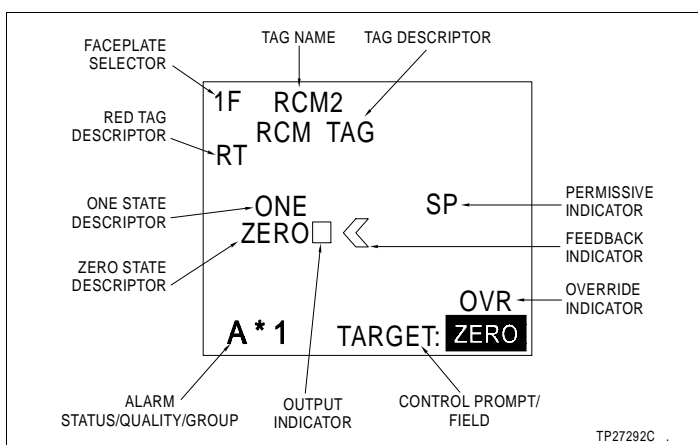 FACEPLATE
SELECTOR
TAG NAME
TAG DESCRIPTOR
1F RCM2
RCM TAG
RED TAG
DESCRIPTOR
RT
ONE STATE
DESCRIPTOR
ONE
SP
PERMISSIVE
INDICATOR
ZERO
FEEDBACK
INDICATOR
ZERO STATE
DESCRIPTOR
OVR
OVERRIDE
INDICATOR
A * 1 TARGET: ZERO
ALARM
STATUS/QUALITY/GROUP
OUTPUT
INDICATOR
CONTROL PROMPT/
FIELD
TP27292C .